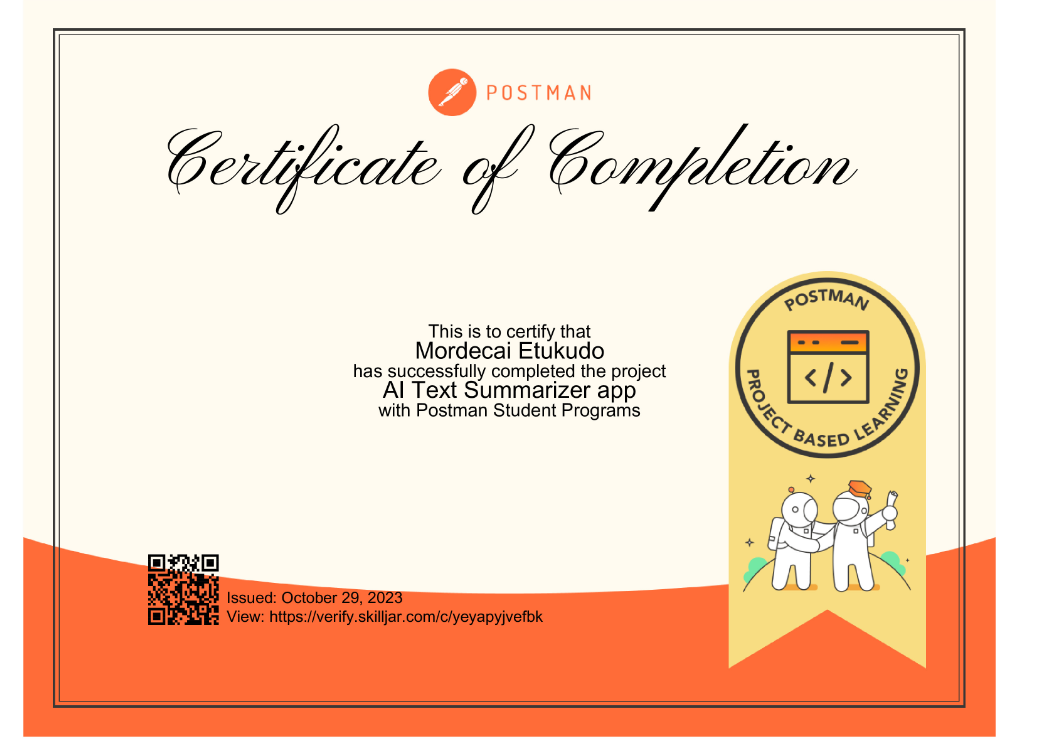 POSTMAN
Certificate of Completion
This is to certify that
Mordecai Etukudo
has successfully completed the project
AI Text Summarizer app
with Postman Student Programs
POSTMAN
</>
PROJECT BASED LEARNING
Issued: October 29, 2023
View: https://verify.skilljar.com/c/yeyapyjvefbk